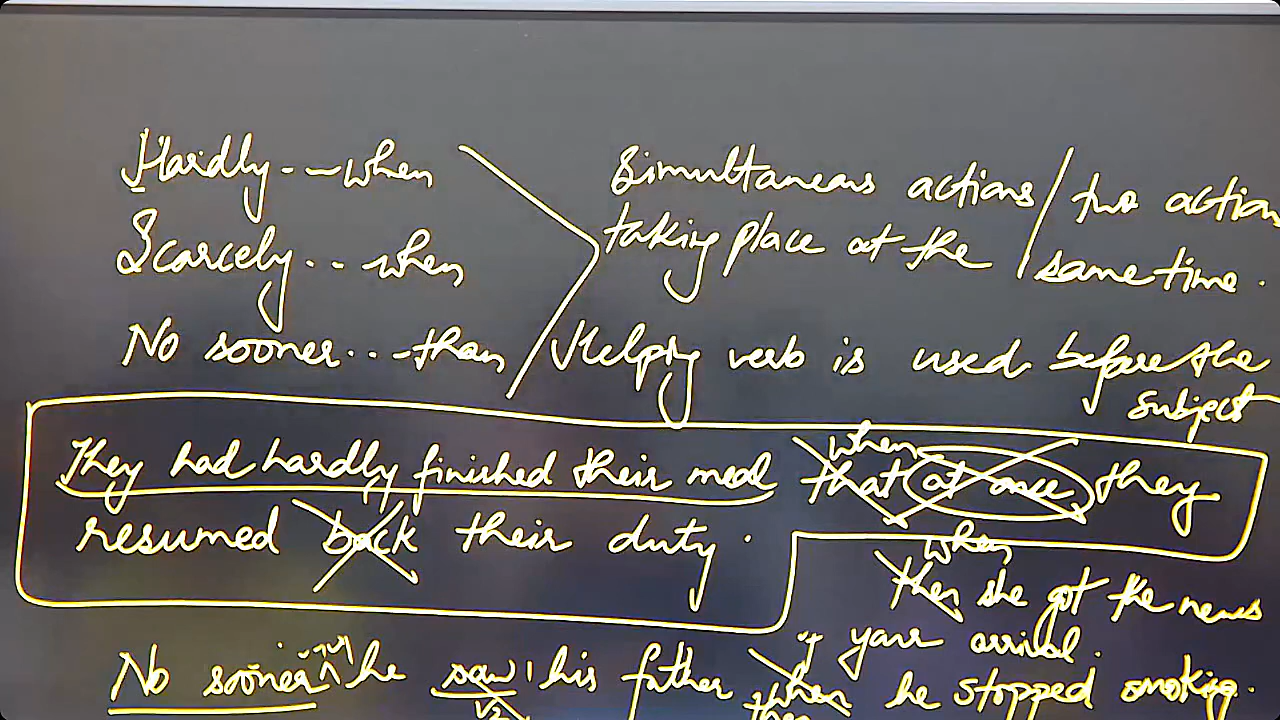 Hardly - - when
Scarcely - - when
No sooner - - - than
Simultaneous actions / two action
taking place at the / same time.
Helping verb is used before the
subject
when
They had hardly finished their meal that at once they
resumed back their duty.
when
then she got the news
of your arrival.
No sooner he saw his father when he stopped smoking.
V2 than